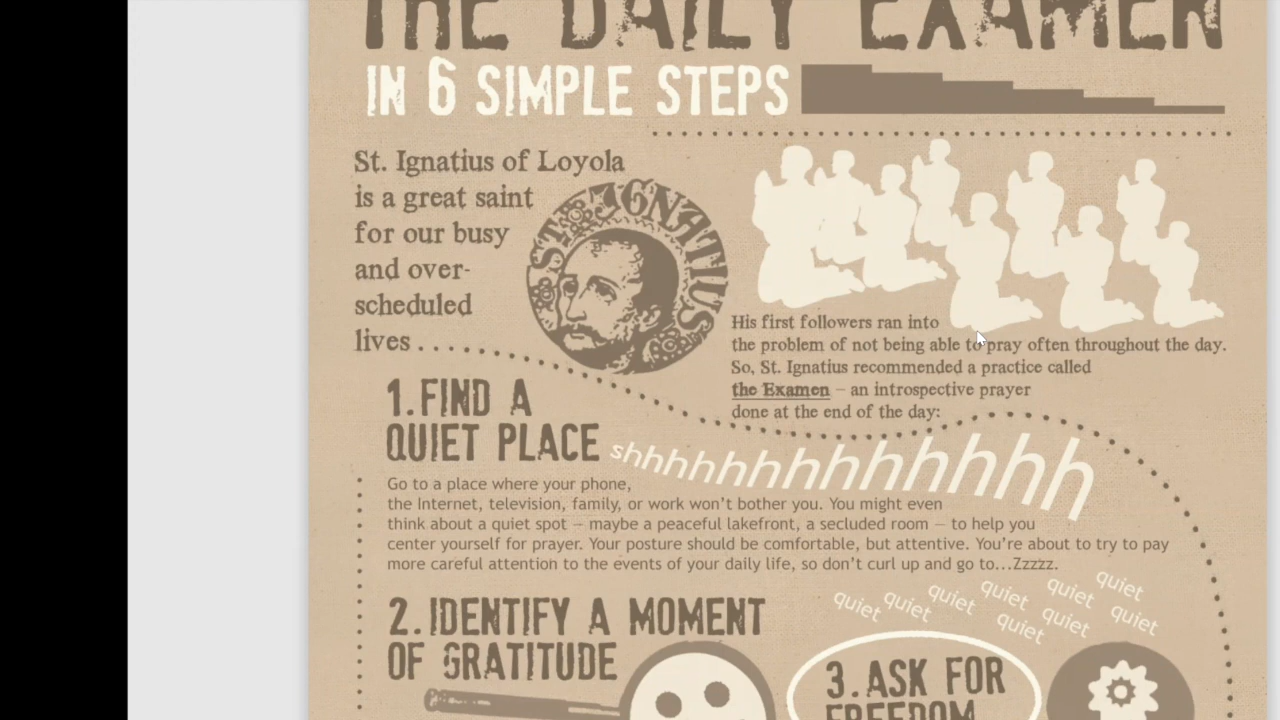 THE DAILY EXAMEN
IN 6 SIMPLE STEPS
St. Ignatius of Loyola
is a great saint
for our busy
and over-
scheduled
lives . . . .
ST. IGNATIUS
His first followers ran into
the problem of not being able to pray often throughout the day.
So, St. Ignatius recommended a practice called
the Examen – an introspective prayer
done at the end of the day:
1. FIND A
QUIET PLACE
shhhhhhhhhhhhhhh
Go to a place where your phone,
the Internet, television, family, or work won't bother you. You might even
think about a quiet spot – maybe a peaceful lakefront, a secluded room – to help you
center yourself for prayer. Your posture should be comfortable, but attentive. You're about to try to pay
more careful attention to the events of your daily life, so don't curl up and go to...Zzzzz.
quiet quiet quiet quiet quiet quiet
quiet quiet quiet
2. IDENTIFY A MOMENT
OF GRATITUDE
3. ASK FOR
FREEDOM